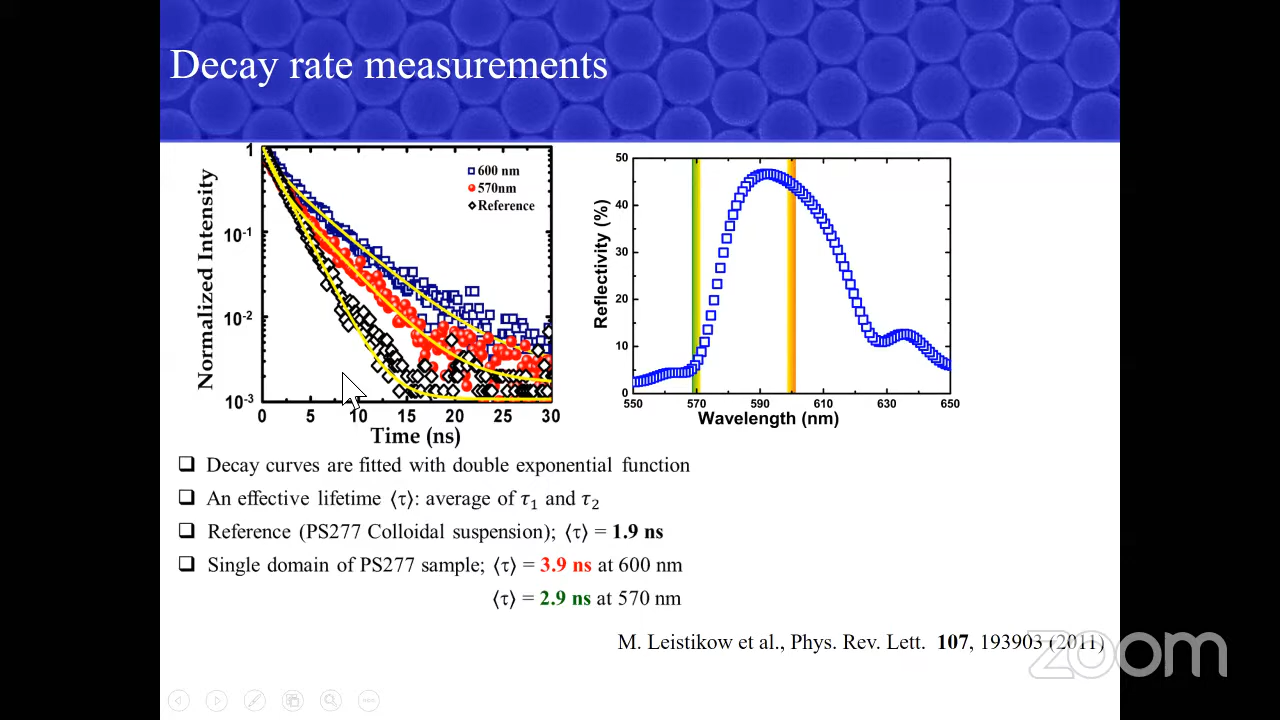 Decay rate measurements
1
10-1
10-2
10-3
0 5 10 15 20 25 30
Normalized Intensity
Time (ns)
600 nm
570nm
Reference
50
40
30
20
10
0
550 570 590 610 630 650
Reflectivity (%)
Wavelength (nm)
Decay curves are fitted with double exponential function
An effective lifetime ⟨τ⟩: average of τ₁ and τ₂
Reference (PS277 Colloidal suspension); ⟨τ⟩ = 1.9 ns
Single domain of PS277 sample; ⟨τ⟩ = 3.9 ns at 600 nm
⟨τ⟩ = 2.9 ns at 570 nm
M. Leistikow et al., Phys. Rev. Lett. 107, 193903 (2011)
zoom